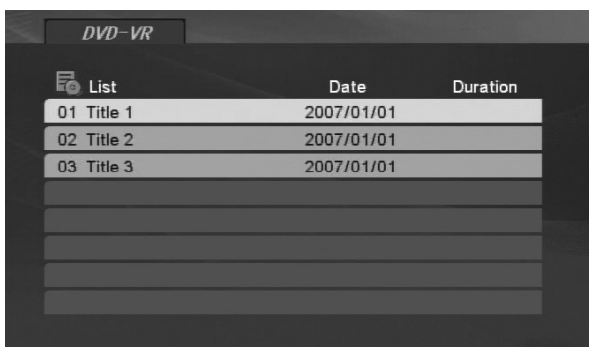 DVD-VR
List Date Duration
01 Title 1 2007/01/01
02 Title 2 2007/01/01
03 Title 3 2007/01/01